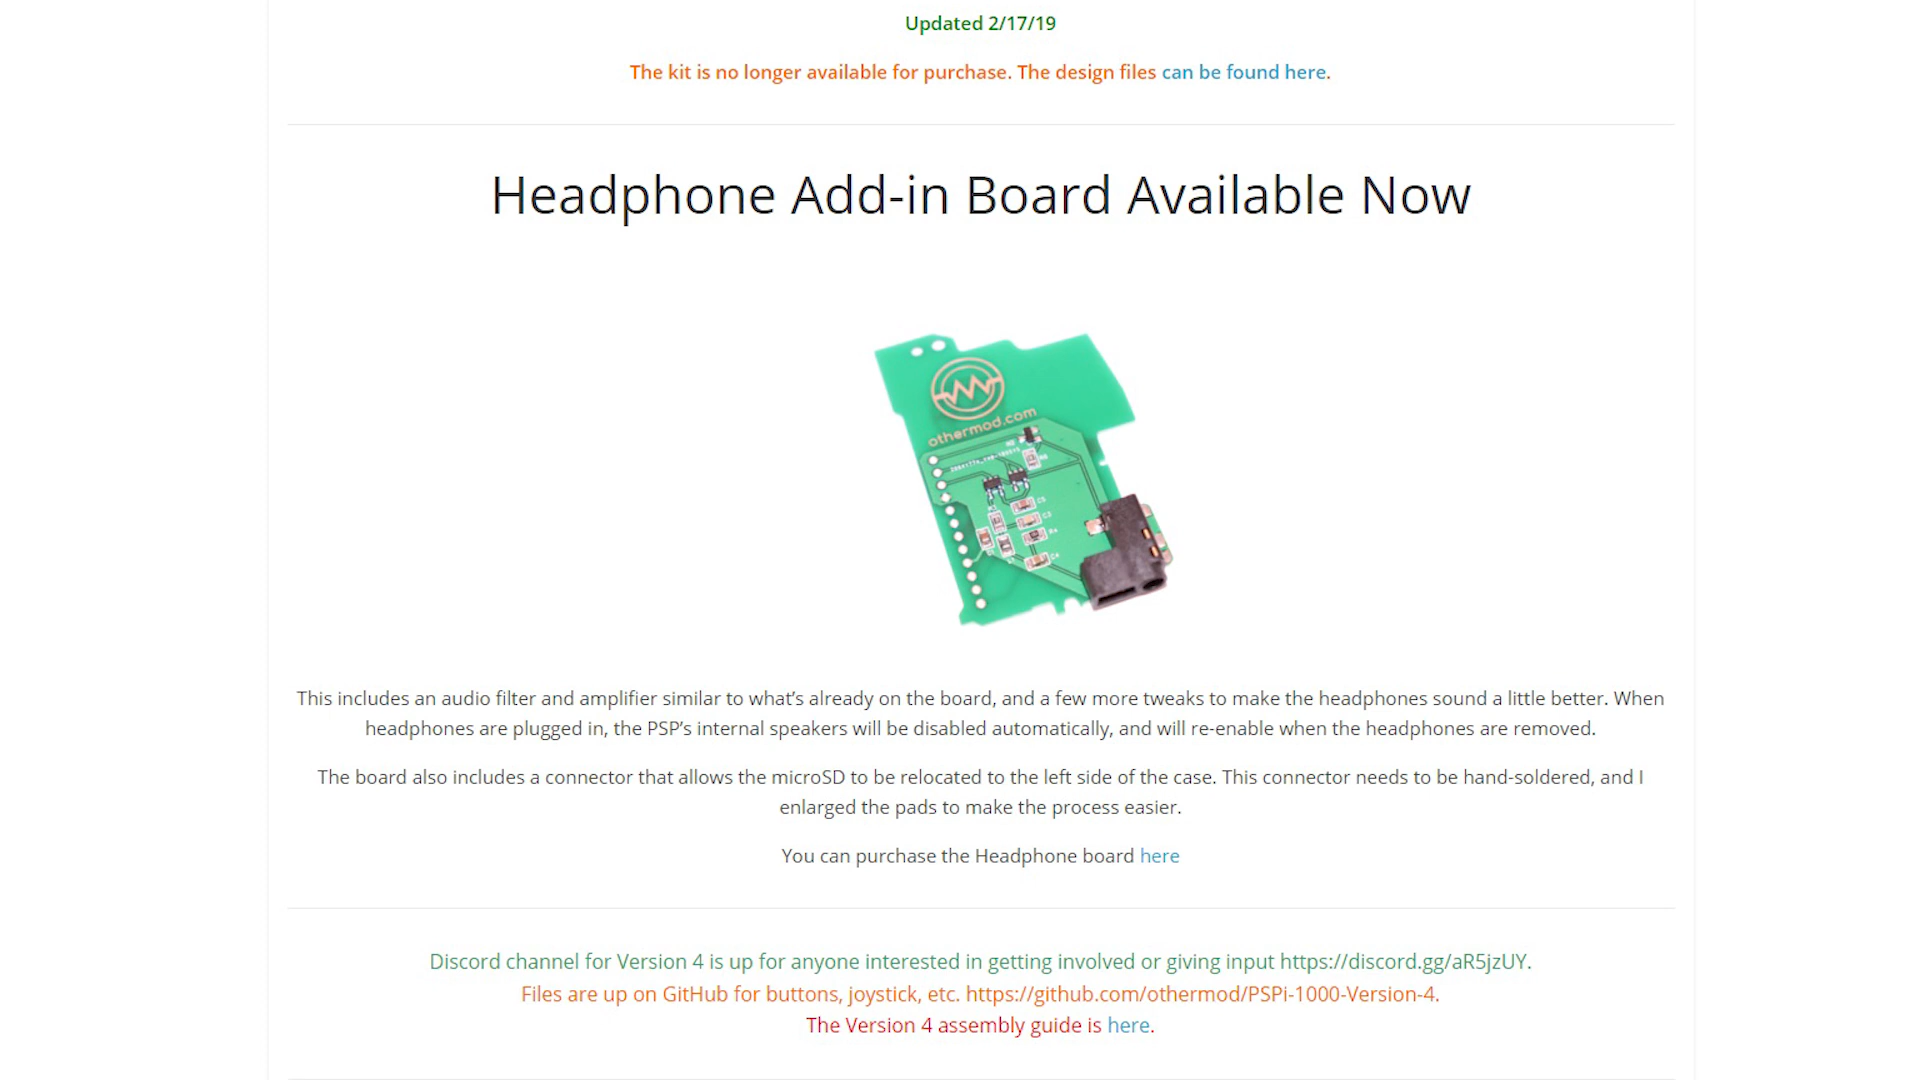 Updated 2/17/19
The kit is no longer available for purchase. The design files can be found here.
Headphone Add-in Board Available Now
othermod.com
This includes an audio filter and amplifier similar to what’s already on the board, and a few more tweaks to make the headphones sound a little better. When
headphones are plugged in, the PSP’s internal speakers will be disabled automatically, and will re-enable when the headphones are removed.
The board also includes a connector that allows the microSD to be relocated to the left side of the case. This connector needs to be hand-soldered, and I
enlarged the pads to make the process easier.
You can purchase the Headphone board here
Discord channel for Version 4 is up for anyone interested in getting involved or giving input https://discord.gg/aR5jzUY.
Files are up on GitHub for buttons, joystick, etc. https://github.com/othermod/PSPi-1000-Version-4.
The Version 4 assembly guide is here.